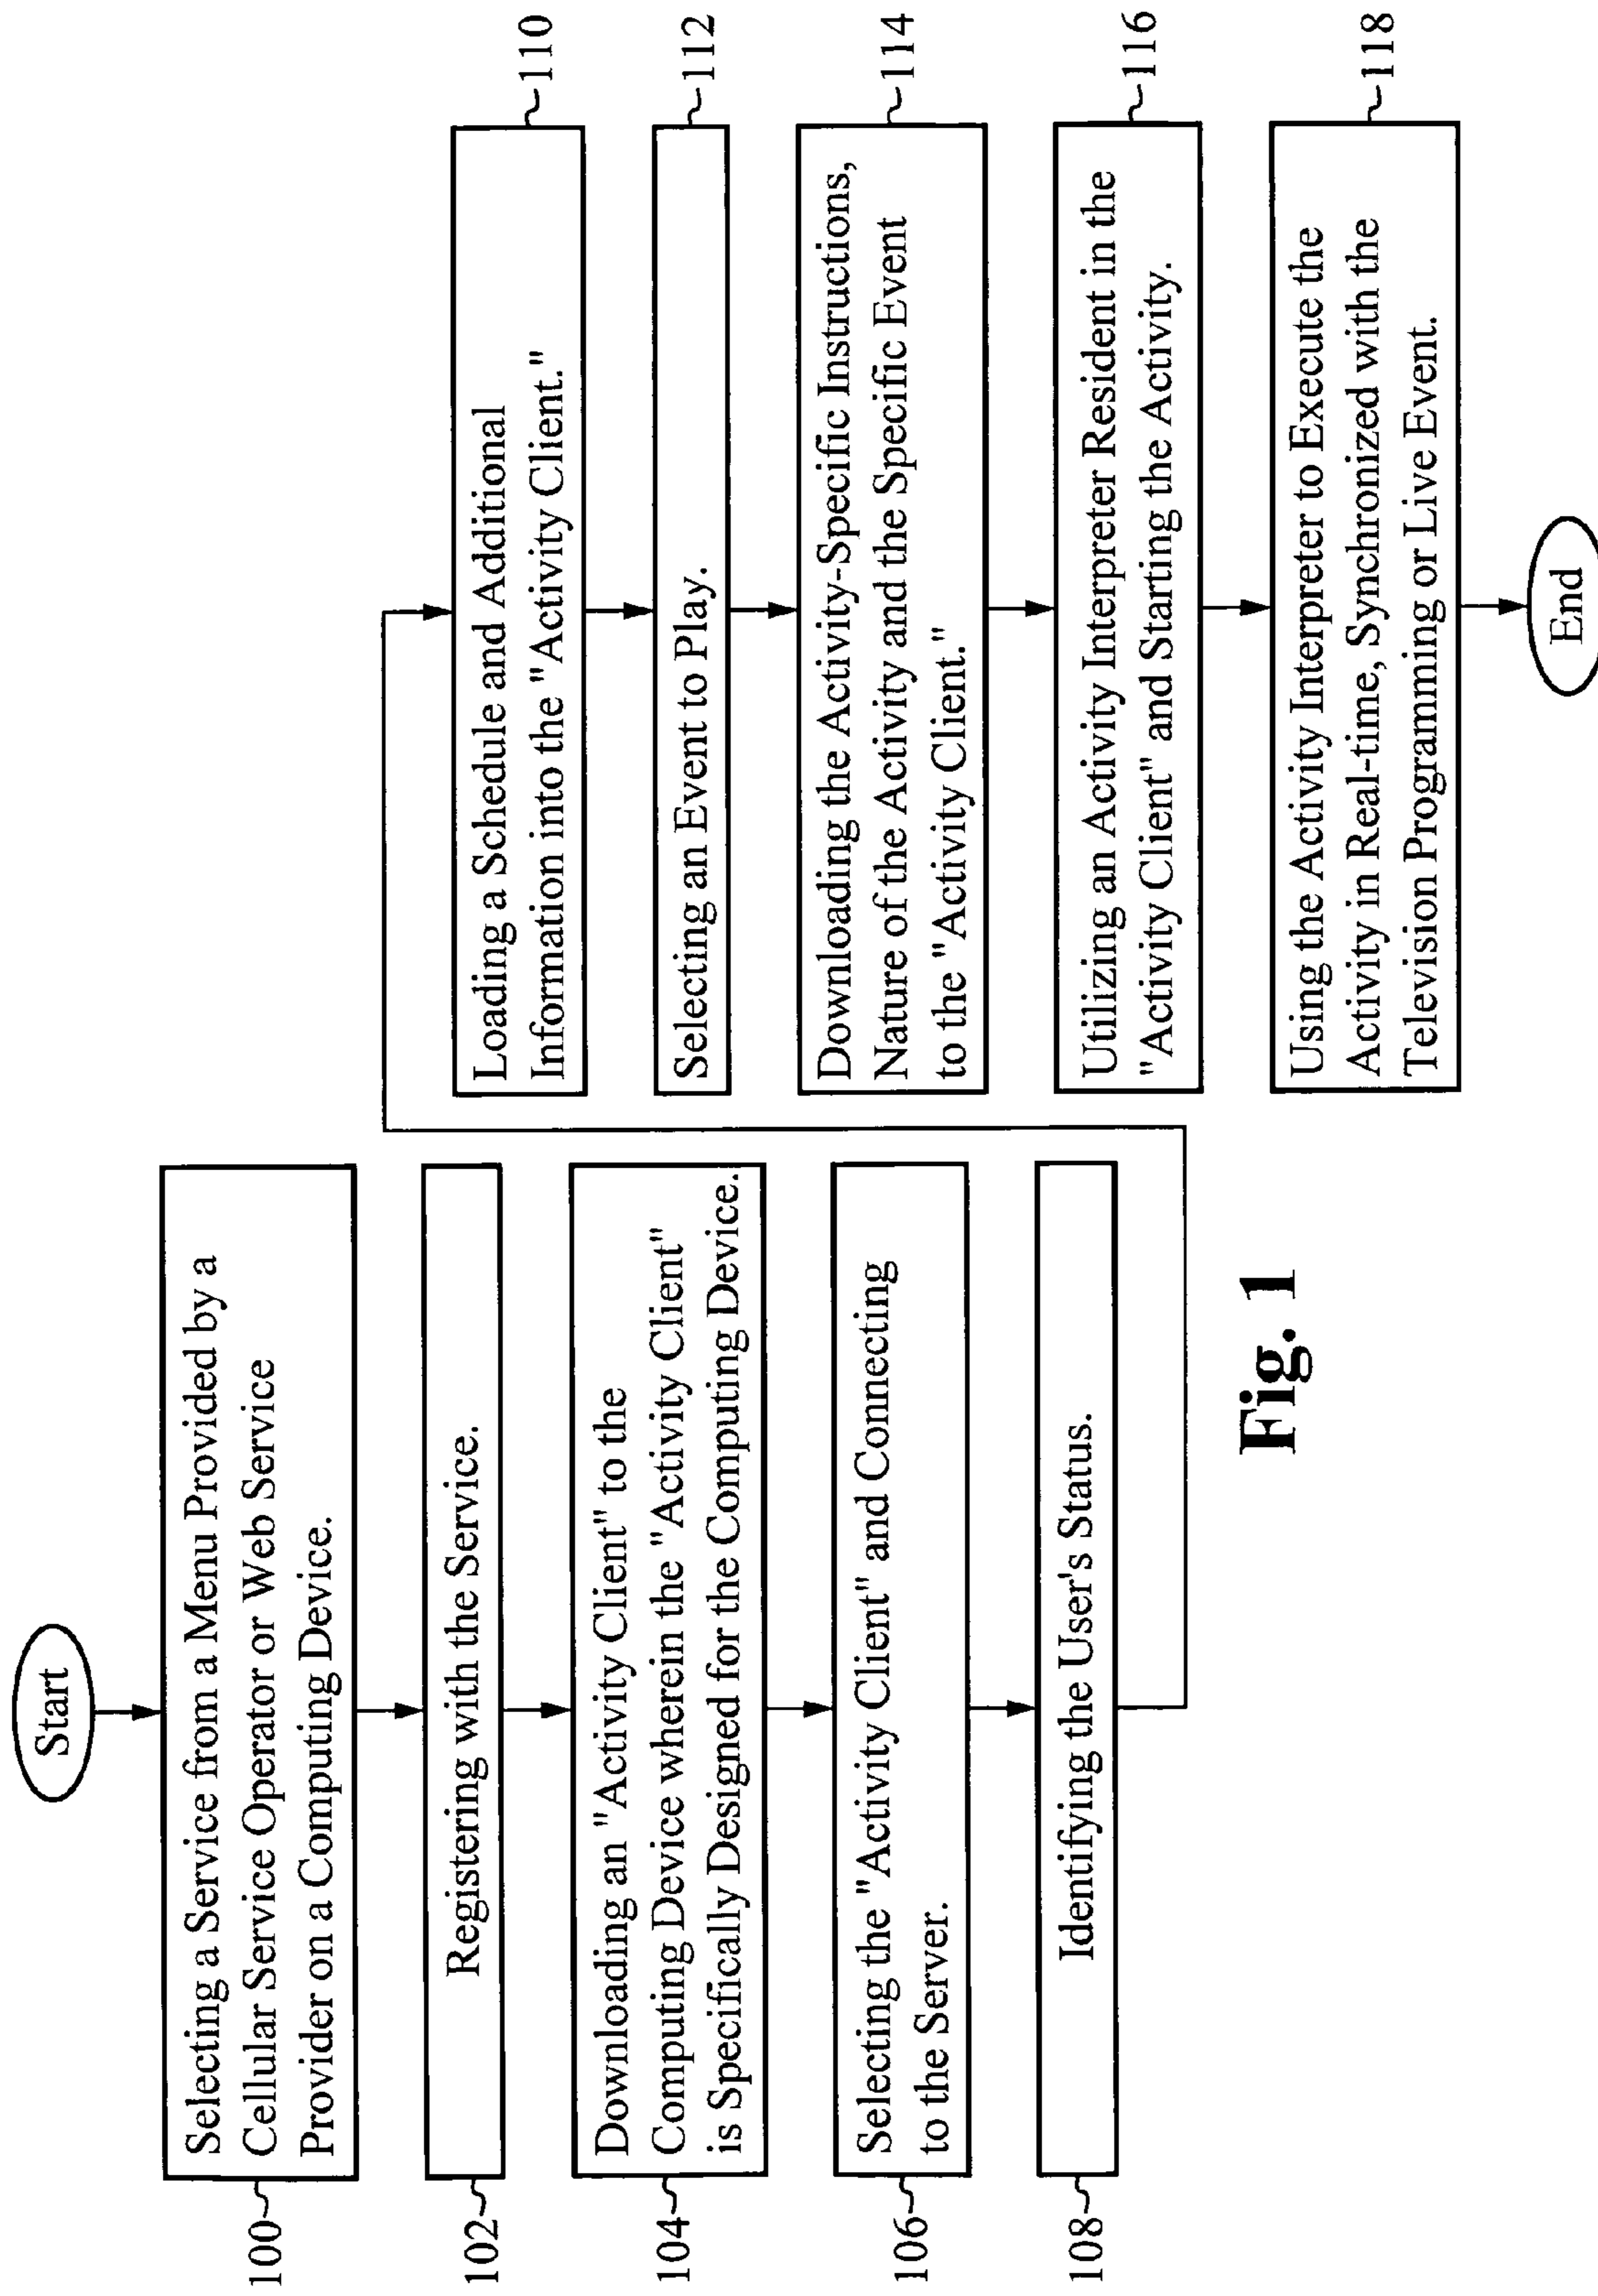 Start
Selecting a Service from a Menu Provided by a
Cellular Service Operator or Web Service
Provider on a Computing Device.
100
Registering with the Service.
102
Downloading an "Activity Client" to the
Computing Device wherein the "Activity Client"
is Specifically Designed for the Computing Device.
104
Selecting the "Activity Client" and Connecting
to the Server.
106
Identifying the User's Status.
108
Loading a Schedule and Additional
Information into the "Activity Client."
110
Selecting an Event to Play.
112
Downloading the Activity-Specific Instructions,
Nature of the Activity and the Specific Event
to the "Activity Client."
114
Utilizing an Activity Interpreter Resident in the
"Activity Client" and Starting the Activity.
116
Using the Activity Interpreter to Execute the
Activity in Real-time, Synchronized with the
Television Programming or Live Event.
118
End
Fig. 1